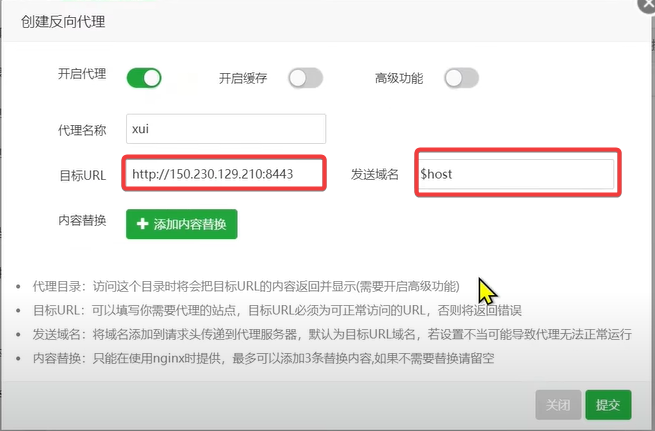 创建反向代理
开启代理 开启缓存 高级功能
代理名称 xui
目标URL http://150.230.129.210:8443 发送域名 $host
内容替换 添加内容替换
代理目录：访问这个目录时将会把目标URL的内容返回并显示(需要开启高级功能)
目标URL：可以填写你需要代理的站点，目标URL必须为可正常访问的URL，否则将返回错误
发送域名：将域名添加到请求头传递到代理服务器，默认为目标URL域名，若设置不当可能导致代理无法正常运行
内容替换：只能在使用nginx时提供，最多可以添加3条替换内容,如果不需要替换请留空
关闭 提交